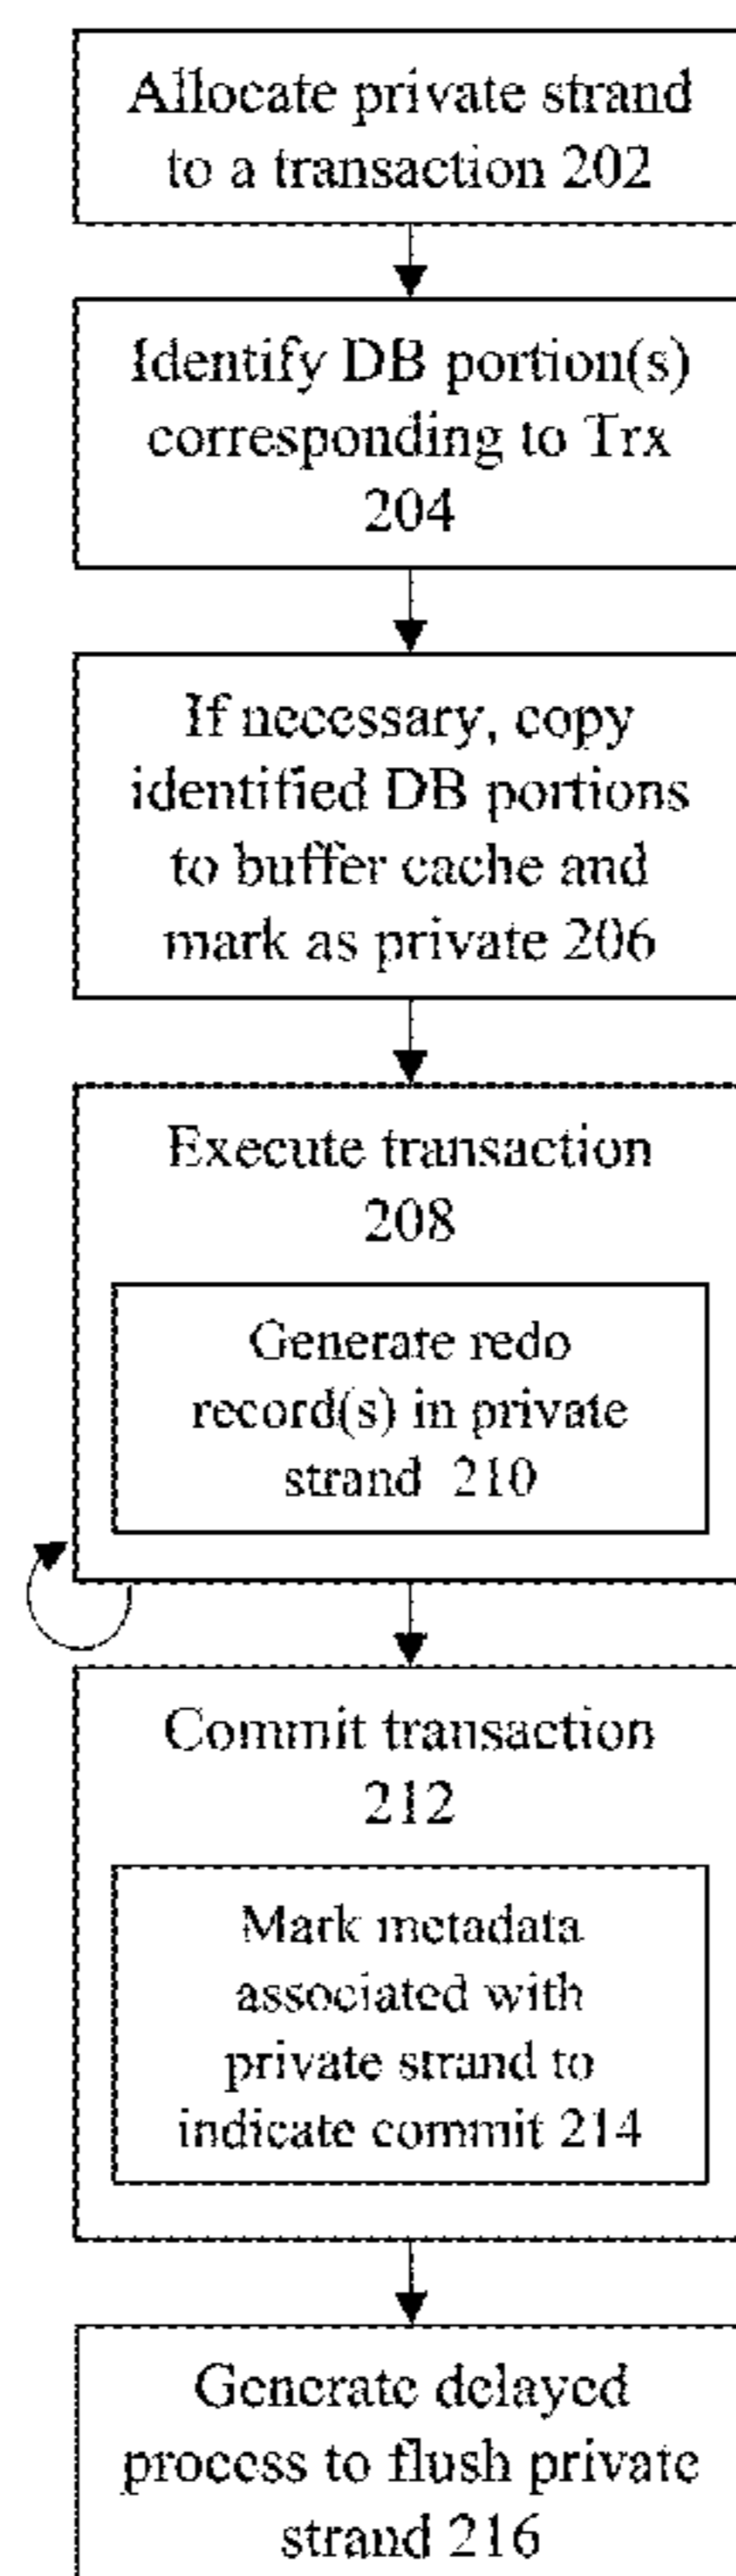 Allocate private strand
to a transaction 202
Identify DB portion(s)
corresponding to Trx
204
If necessary, copy
identified DB portions
to buffer cache and
mark as private 206
Execute transaction
208
Generate redo
record(s) in private
strand 210
Commit transaction
212
Mark metadata
associated with
private strand to
indicate commit 214
Generate delayed
process to flush private
strand 216